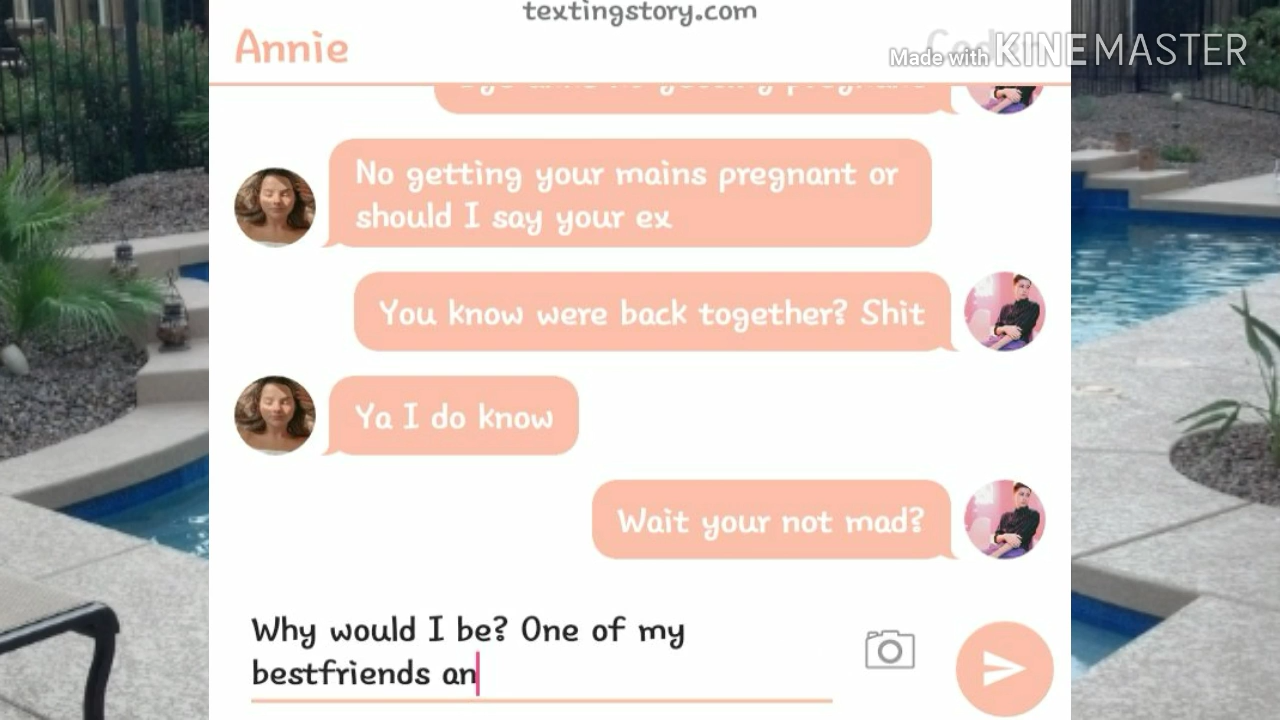 textingstory.com
Annie
Made with KINEMASTER
No getting your mains pregnant or
should I say your ex
You know were back together? Shit
Ya I do know
Wait your not mad?
Why would I be? One of my
bestfriends an